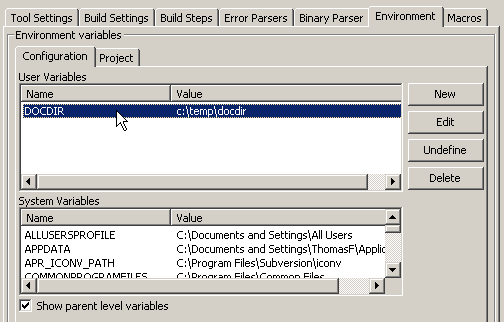 Tool Settings Build Settings Build Steps Error Parsers Binary Parser Environment Macros
Environment variables
Configuration Project
User Variables
Name Value
DOCDIR c:\temp\docdir
New
Edit
Undefine
Delete
System Variables
Name Value
ALLUSERSPROFILE C:\Documents and Settings\All Users
APPDATA C:\Documents and Settings\ThomasF\Applic
APR_ICONV_PATH C:\Program Files\Subversion\iconv
COMMONPROGRAMFILES C:\Program Files\Common Files
Show parent level variables